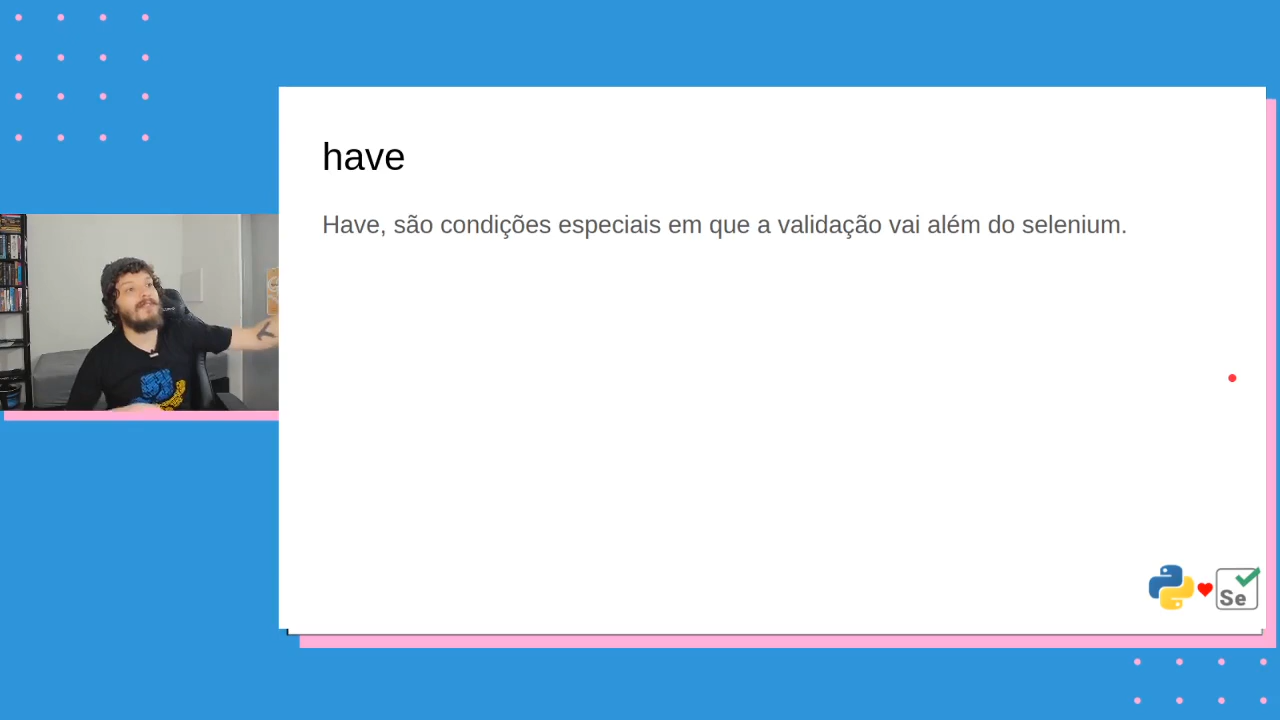 have
Have, são condições especiais em que a validação vai além do selenium.
Se